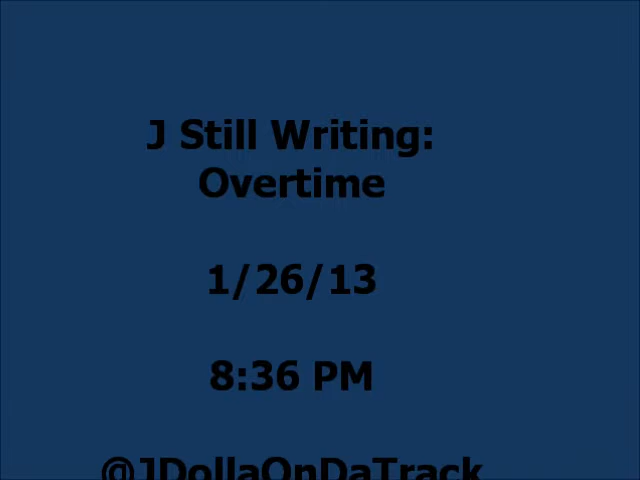 J Still Writing:
Overtime
1/26/13
8:36 PM
@JDollaOnDaTrack